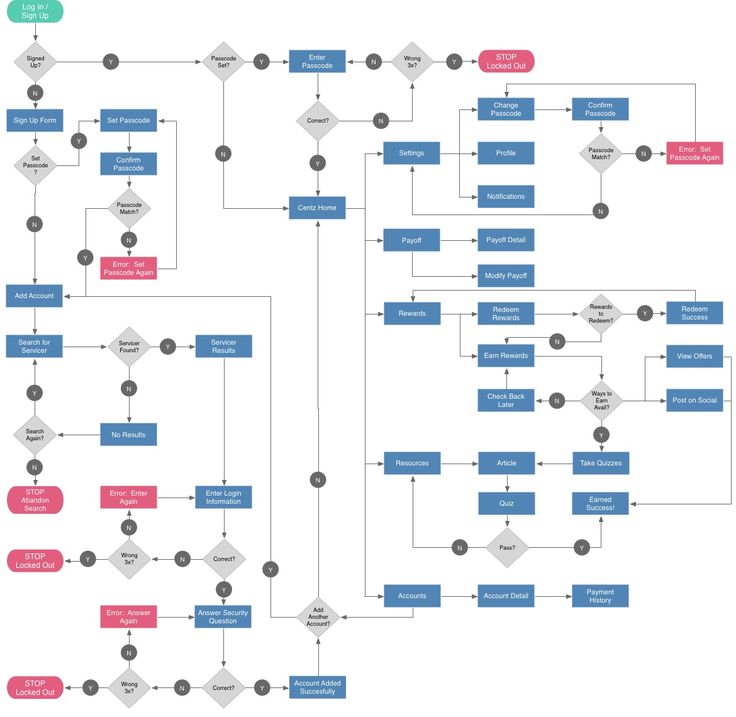 Log In /
Sign Up
Signed
Up?
Y
Passcode
Set?
Y
Enter
Passcode
N
Wrong
3x?
Y
STOP
Locked Out
N
Sign Up Form
Set Passcode
Correct?
N
Change
Passcode
Confirm
Passcode
Y
Set
Passcode
?
Confirm
Passcode
N
Y
Settings
Profile
Passcode
Match?
N
Error:  Set
Passcode Again
Passcode
Match?
Centz Home
Notifications
N
N
N
Y
Error:  Set
Passcode Again
Payoff
Payoff Detail
Modify Payoff
Add Account
Rewards
Redeem
Rewards
Rewards
to
Redeem?
Y
Redeem
Success
Search for
Servicer
Servicer
Found?
Y
Servicer
Results
N
Earn Rewards
View Offers
Y
N
Check Back
Later
N
Ways to
Earn
Avail?
Post on Social
Search
Again?
No Results
Y
N
Resources
Article
Take Quizzes
N
STOP
Abandon
Search
Error:  Enter
Again
Enter Login
Information
Quiz
Earned
Success!
N
N
Pass?
Y
STOP
Locked Out
Y
Wrong
3x?
N
Correct?
Y
Y
Accounts
Account Detail
Payment
History
Error:  Answer
Again
Answer Security
Question
Add
Another
Account?
N
STOP
Locked Out
Y
Wrong
3x?
N
Correct?
Y
Account Added
Succesfully